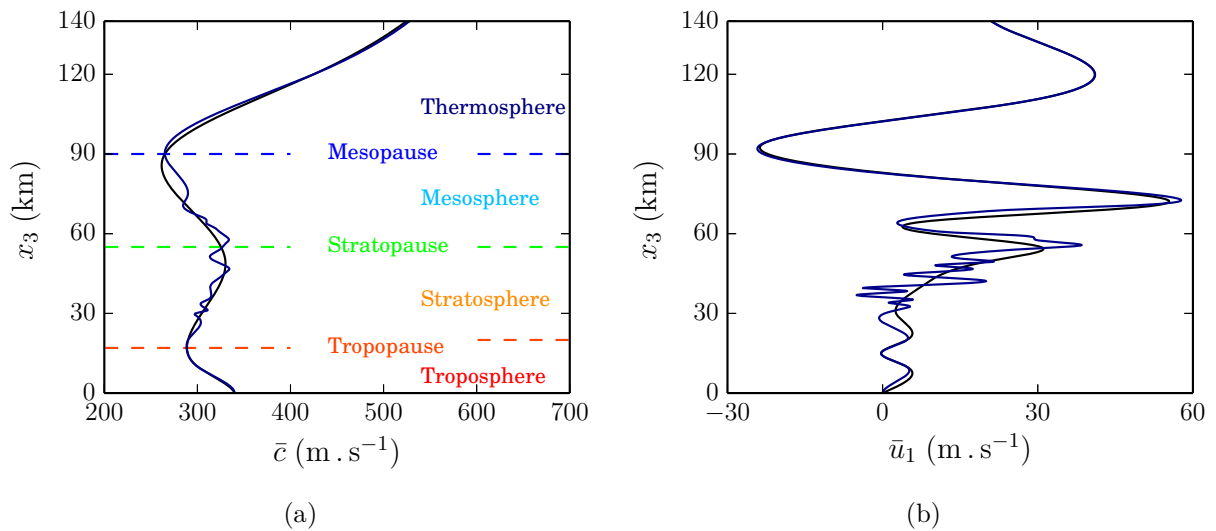 140
120
90
60
30
0
x₃ (km)
Thermosphere
Mesopause
Mesosphere
Stratopause
Stratosphere
Tropopause
Troposphere
200 300 400 500 600 700
c̄ (m . s⁻¹)
(a)
140
120
90
60
30
0
x₃ (km)
−30 0 30 60
ū₁ (m . s⁻¹)
(b)